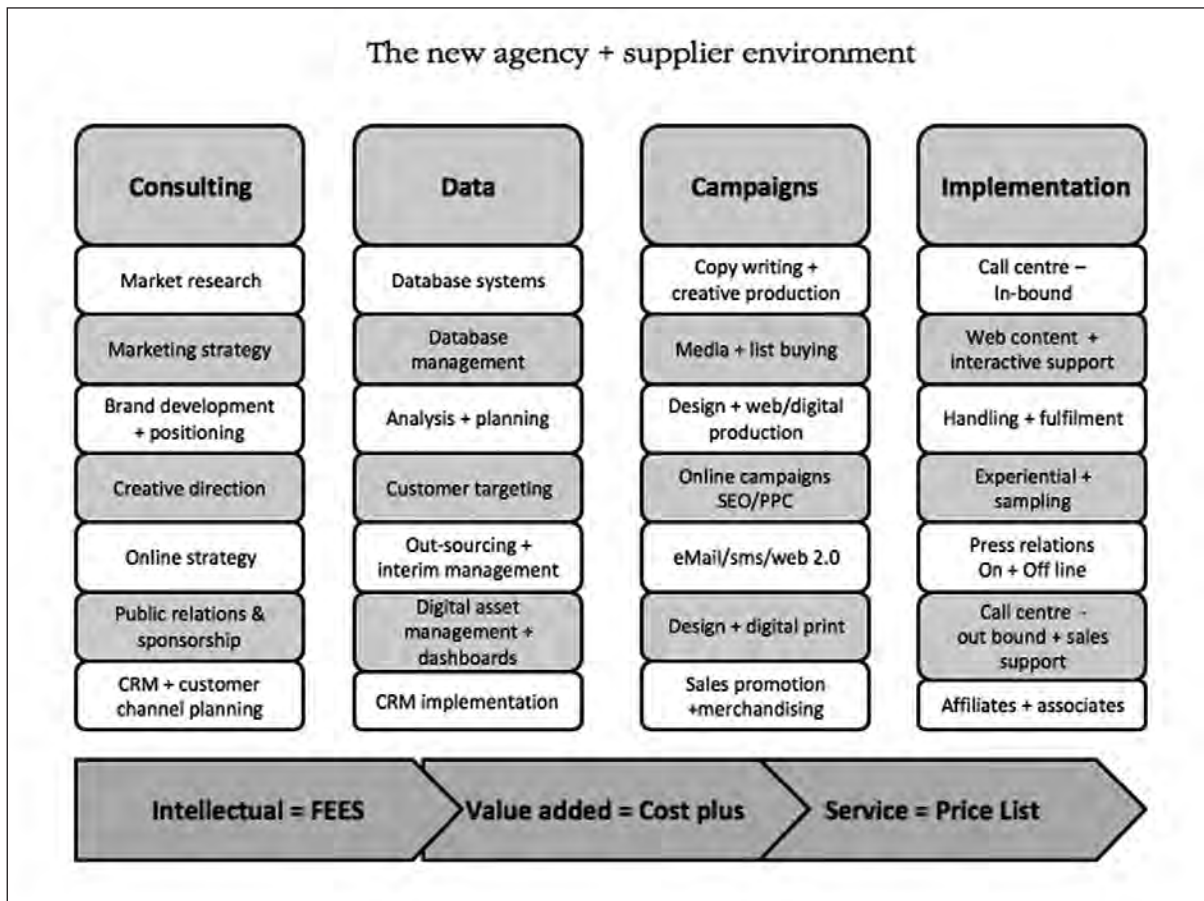 The new agency + supplier environment
Consulting
Market research
Marketing strategy
Brand development
+ positioning
Creative direction
Online strategy
Public relations &
sponsorship
CRM + customer
channel planning
Data
Database systems
Database
management
Analysis + planning
Customer targeting
Out-sourcing +
interim management
Digital asset
management +
dashboards
CRM implementation
Campaigns
Copy writing +
creative production
Media + list buying
Design + web/digital
production
Online campaigns
SEO/PPC
eMail/sms/web 2.0
Design + digital print
Sales promotion
+merchandising
Implementation
Call centre –
In-bound
Web content +
interactive support
Handling + fulfilment
Experiential +
sampling
Press relations
On + Off line
Call centre -
out bound + sales
support
Affiliates + associates
Intellectual = FEES
Value added = Cost plus
Service = Price List